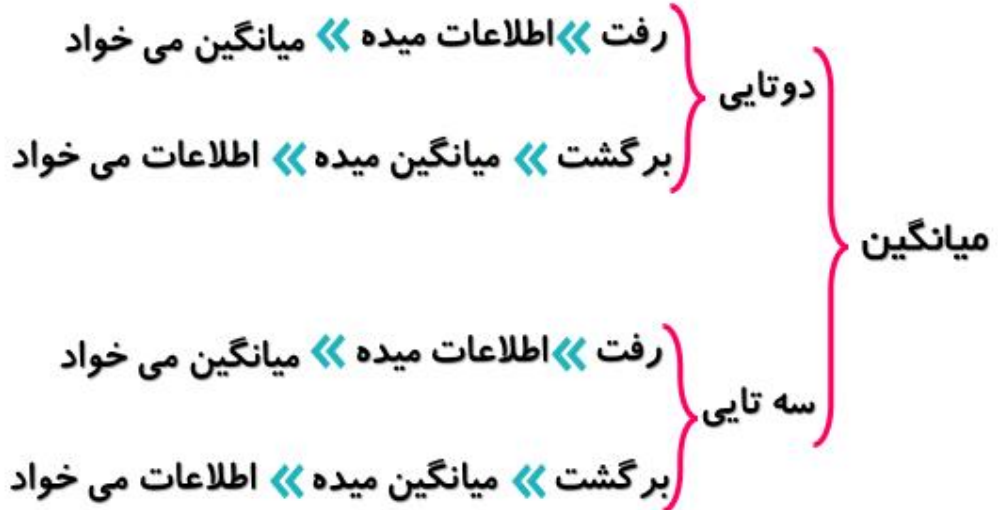 میانگین
دوتایی
رفت » اطلاعات میده » میانگین می خواد
برگشت » میانگین میده » اطلاعات می خواد
سه تایی
رفت » اطلاعات میده » میانگین می خواد
برگشت » میانگین میده » اطلاعات می خواد